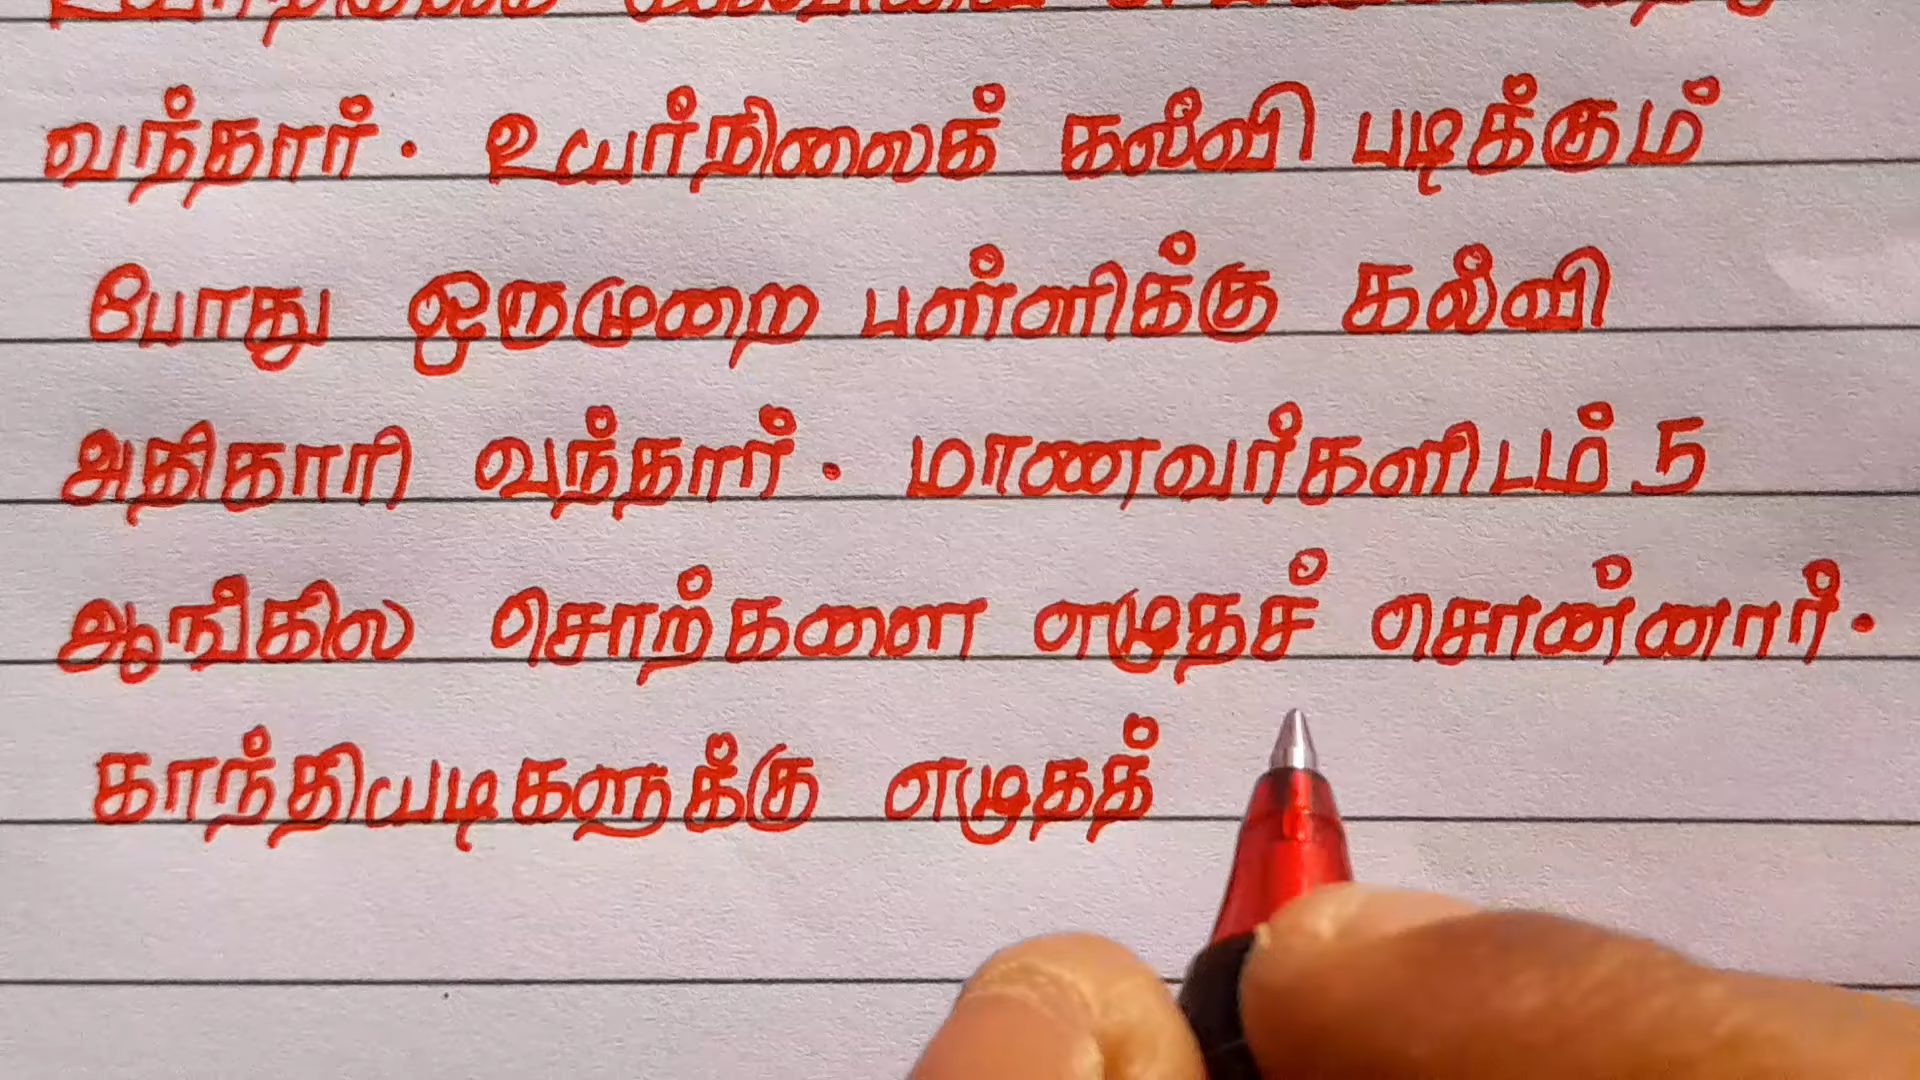 வந்தார். உயர்நிலைக் கல்வி படிக்கும்
போது ஒருமுறை பள்ளிக்கு கல்வி
அதிகாரி வந்தார். மாணவர்களிடம் 5
ஆங்கில சொற்களை எழுதச் சொன்னார்.
காந்தியடிகளுக்கு எழுதத்